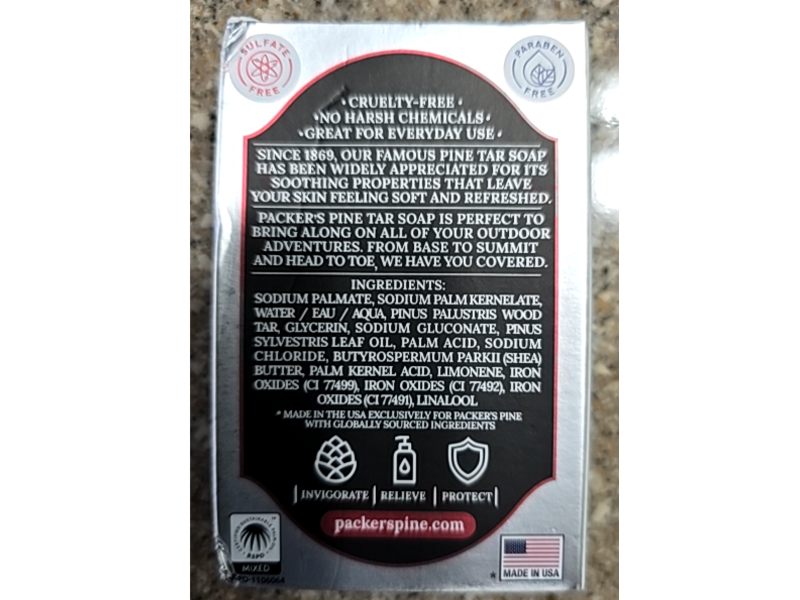 SULFATE
FREE
PARABEN
FREE
• CRUELTY-FREE •
•NO HARSH CHEMICALS•
•GREAT FOR EVERYDAY USE •
SINCE 1869, OUR FAMOUS PINE TAR SOAP
HAS BEEN WIDELY APPRECIATED FOR ITS
SOOTHING PROPERTIES THAT LEAVE
YOUR SKIN FEELING SOFT AND REFRESHED.
PACKER'S PINE TAR SOAP IS PERFECT TO
BRING ALONG ON ALL OF YOUR OUTDOOR
ADVENTURES. FROM BASE TO SUMMIT
AND HEAD TO TOE, WE HAVE YOU COVERED.
INGREDIENTS:
SODIUM PALMATE, SODIUM PALM KERNELATE,
WATER / EAU / AQUA, PINUS PALUSTRIS WOOD
TAR, GLYCERIN, SODIUM GLUCONATE, PINUS
SYLVESTRIS LEAF OIL, PALM ACID, SODIUM
CHLORIDE, BUTYROSPERMUM PARKII (SHEA)
BUTTER, PALM KERNEL ACID, LIMONENE, IRON
OXIDES (CI 77499), IRON OXIDES (CI 77492), IRON
OXIDES (CI 77491), LINALOOL
* MADE IN THE USA EXCLUSIVELY FOR PACKER'S PINE
WITH GLOBALLY SOURCED INGREDIENTS
| INVIGORATE | RELIEVE | PROTECT |
packerspine.com
CERTIFIED SUSTAINABLE PALM OIL
RSPO
MIXED
1106064
* MADE IN USA